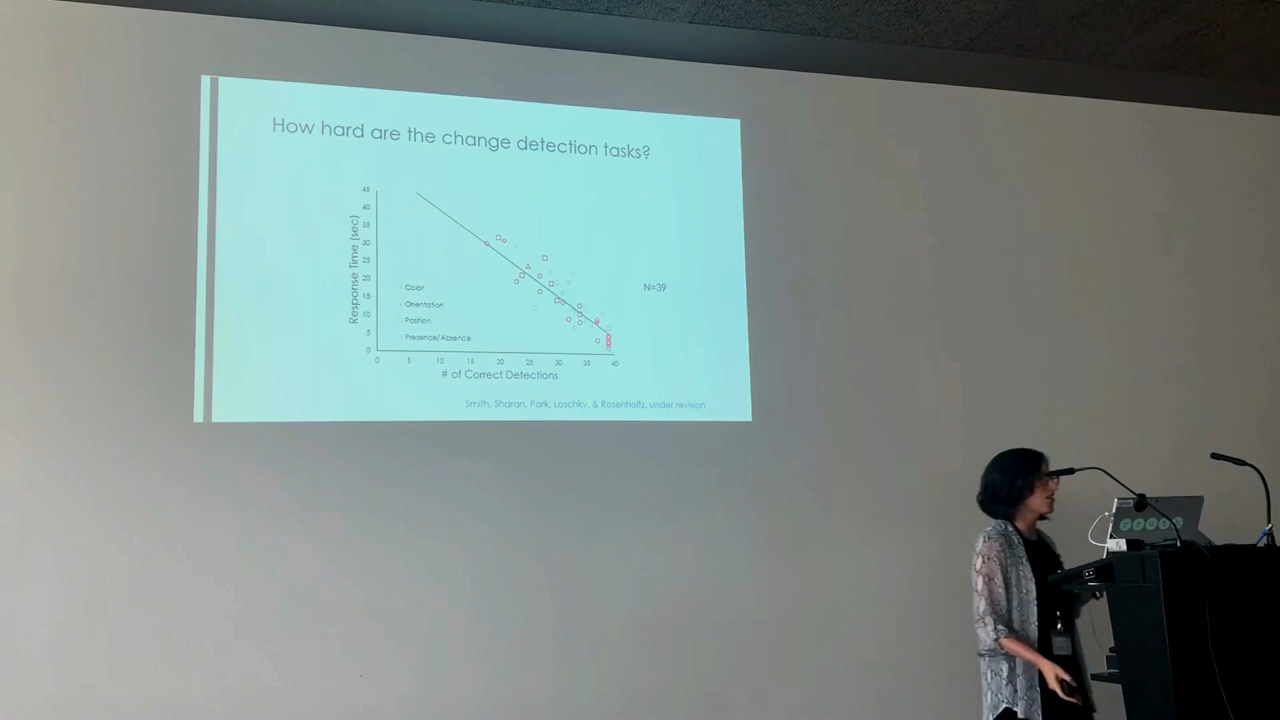 How hard are the change detection tasks?
Response Time (sec)
45
40
35
30
25
20
15
10
5
0
Color
Orientation
Position
Presence/Absence
N=39
0 5 10 15 20 25 30 35 40
# of Correct Detections
Smith, Sharan, Park, Loschky, & Rosenholtz, under revision